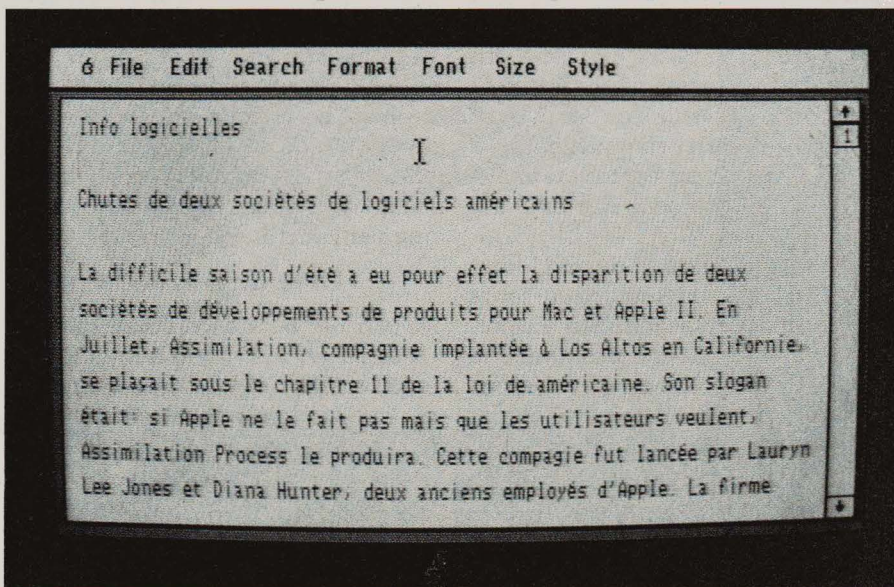 6 File Edit Search Format Font Size Style
Info logicielles
1
Chutes de deux sociétés de logiciels américains
La difficile saison d'été a eu pour effet la disparition de deux
sociétés de développements de produits pour Mac et Apple II. En
Juillet, Assimilation, compagnie implantée à Los Altos en Californie,
se plaçait sous le chapitre 11 de la loi de américaine. Son slogan
était: si Apple ne le fait pas mais que les utilisateurs veulent,
Assimilation Process le produira. Cette compagie fut lancée par Lauryn
Lee Jones et Diana Hunter, deux anciens employés d'Apple. La firme